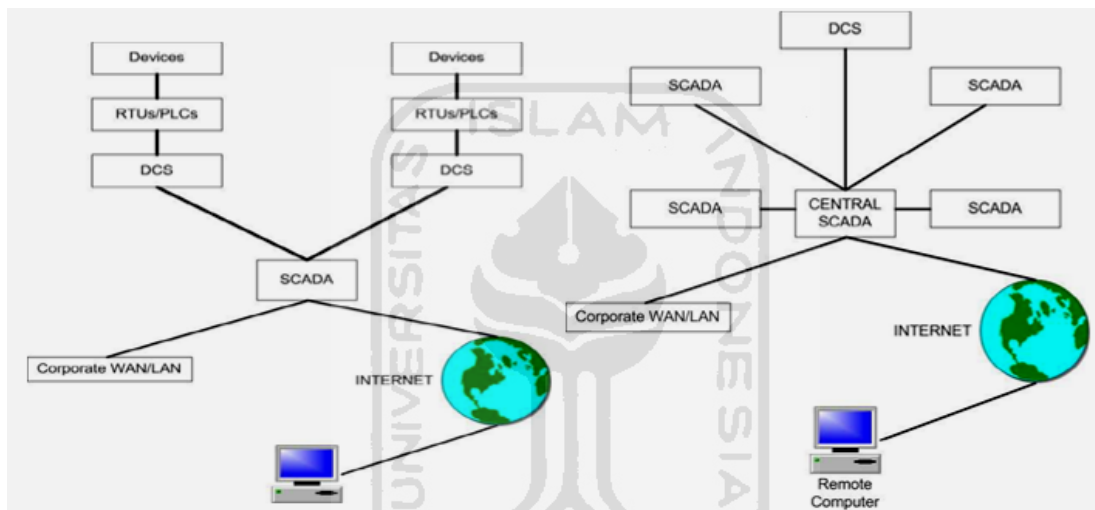 Devices
RTUs/PLCs
DCS
Devices
RTUs/PLCs
DCS
SCADA
Corporate WAN/LAN
INTERNET
DCS
SCADA
SCADA
SCADA
CENTRAL
SCADA
SCADA
Corporate WAN/LAN
INTERNET
Remote
Computer
UNIVERSITAS
ISLAM
INDONESIA